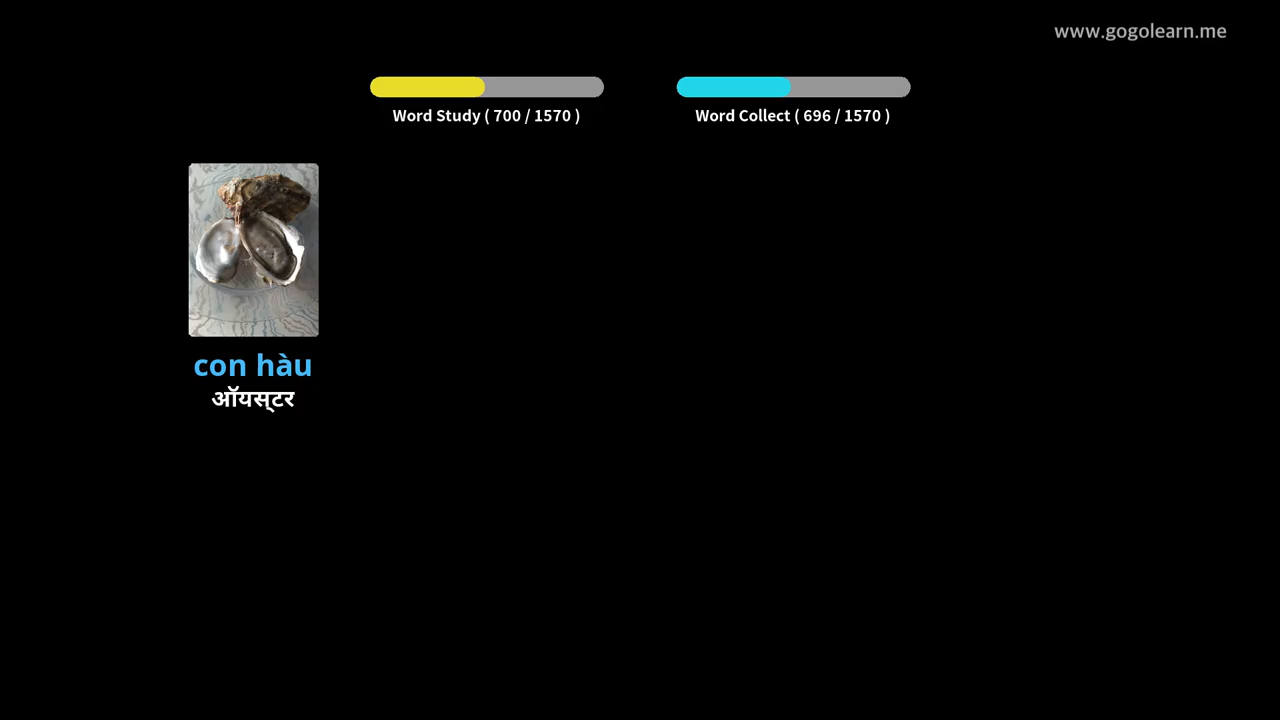 www.gogolearn.me
Word Study ( 700 / 1570 )
Word Collect ( 696 / 1570 )
con hàu
ऑयस्टर